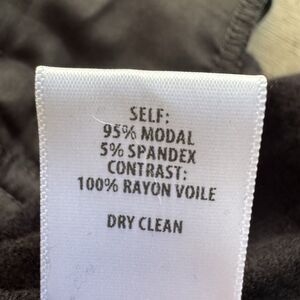 SELF:
95% MODAL
5% SPANDEX
CONTRAST:
100% RAYON VOILE
DRY CLEAN